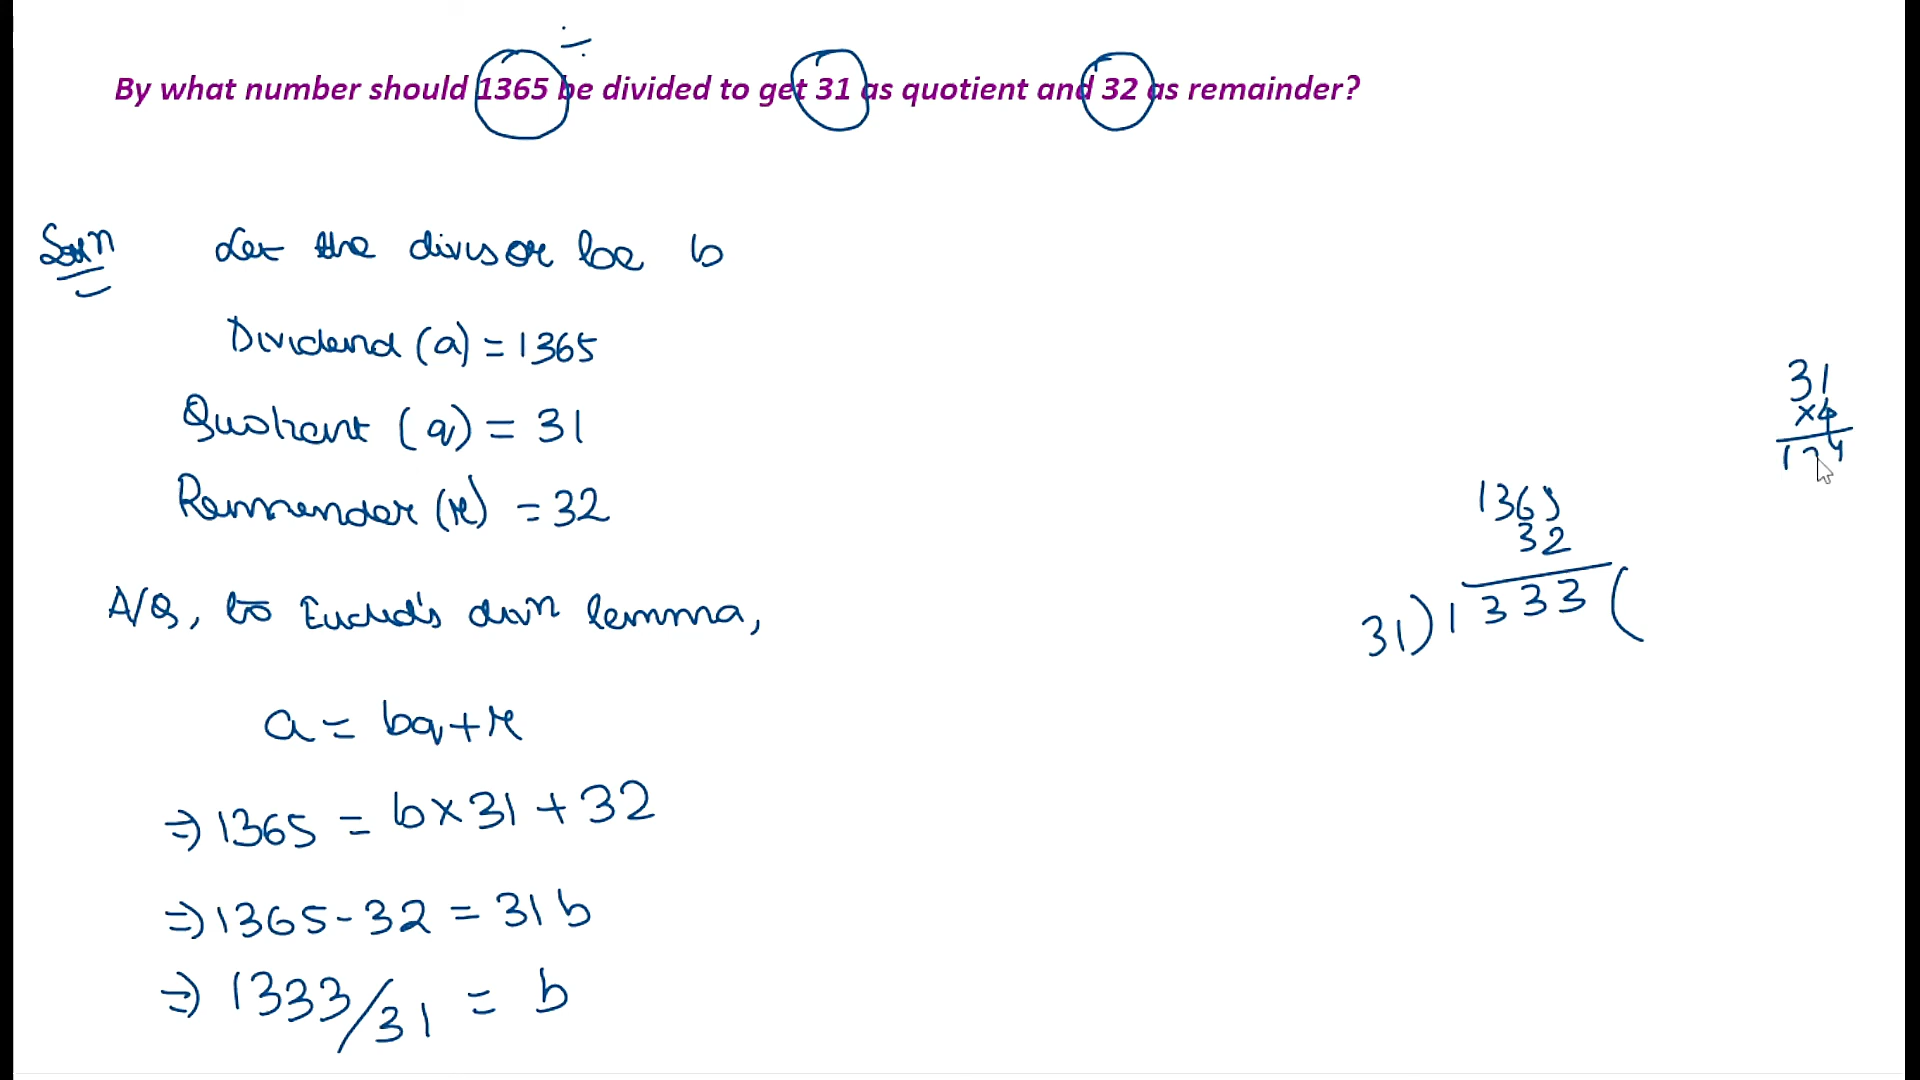 By what number should 1365 be divided to get 31 as quotient and 32 as remainder?
÷
Soln Let the divisor be b
Dividend (a) = 1365
Quotient (q) = 31
Remainder (r) = 32
A/Q, to Euclid's divn lemma,
a = bq + r
⇒ 1365 = b × 31 + 32
⇒ 1365 - 32 = 31 b
⇒ 1333/31 = b
31
×4
124
1365
32
31) 1333 (